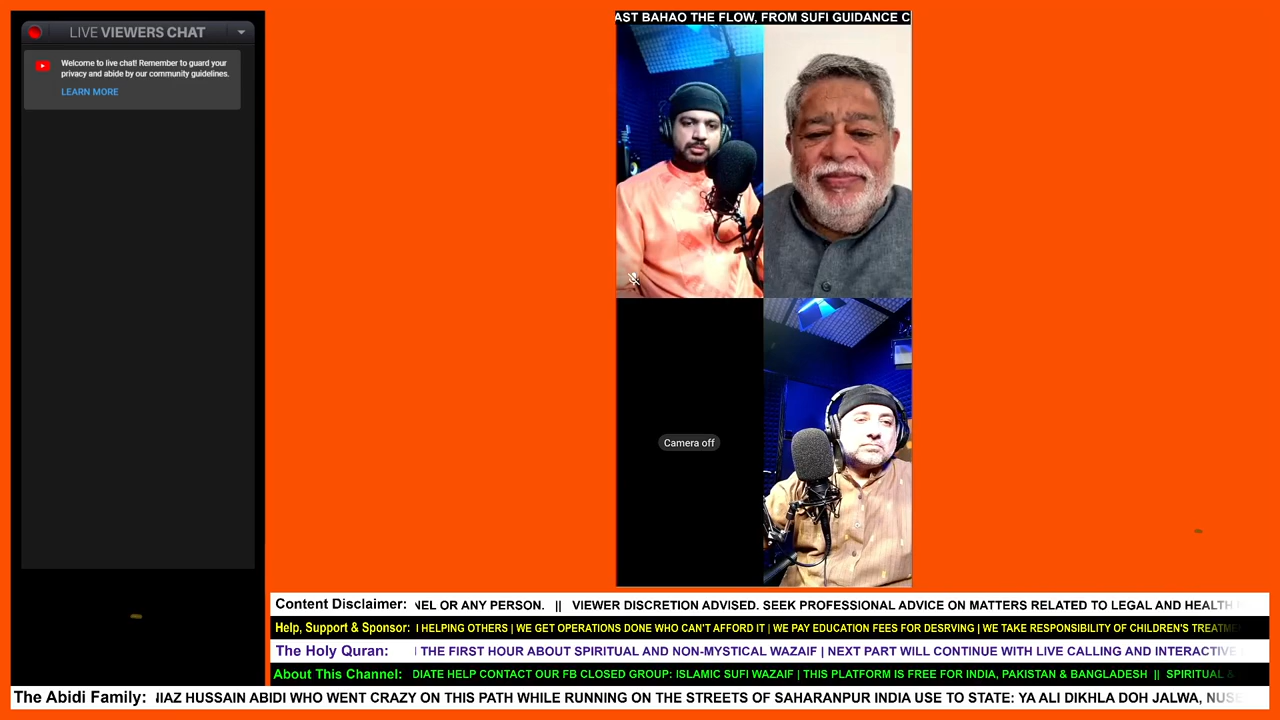 LIVE VIEWERS CHAT
Welcome to live chat! Remember to guard your
privacy and abide by our community guidelines.
LEARN MORE
AST BAHAO THE FLOW, FROM SUFI GUIDANCE C
Camera off
Content Disclaimer: NEL OR ANY PERSON. || VIEWER DISCRETION ADVISED. SEEK PROFESSIONAL ADVICE ON MATTERS RELATED TO LEGAL AND HEALTH
Help, Support & Sponsor: I HELPING OTHERS | WE GET OPERATIONS DONE WHO CAN'T AFFORD IT | WE PAY EDUCATION FEES FOR DESRVING | WE TAKE RESPONSIBILITY OF CHILDREN'S TREATME
The Holy Quran: | THE FIRST HOUR ABOUT SPIRITUAL AND NON-MYSTICAL WAZAIF | NEXT PART WILL CONTINUE WITH LIVE CALLING AND INTERACTIVE
About This Channel: DIATE HELP CONTACT OUR FB CLOSED GROUP: ISLAMIC SUFI WAZAIF | THIS PLATFORM IS FREE FOR INDIA, PAKISTAN & BANGLADESH || SPIRITUAL &
The Abidi Family: IIAZ HUSSAIN ABIDI WHO WENT CRAZY ON THIS PATH WHILE RUNNING ON THE STREETS OF SAHARANPUR INDIA USE TO STATE: YA ALI DIKHLA DOH JALWA, NUSE